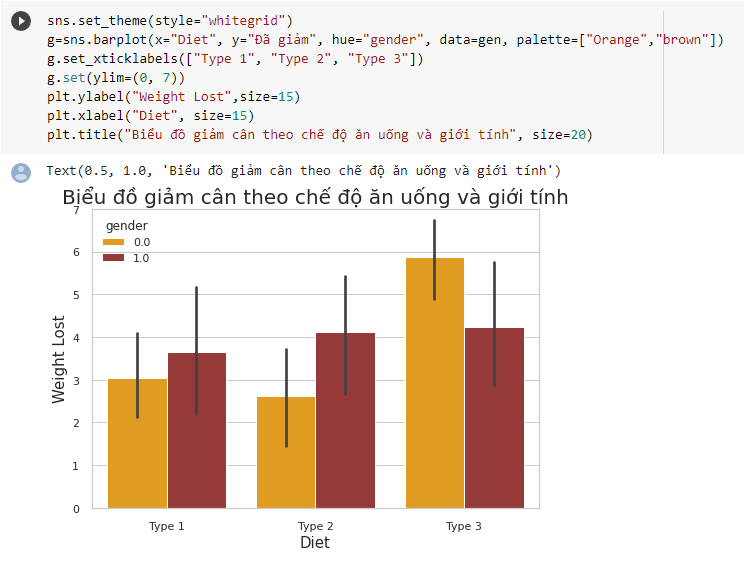 sns.set_theme(style="whitegrid")
g=sns.barplot(x="Diet", y="Đã giảm", hue="gender", data=gen, palette=["Orange","brown"])
g.set_xticklabels(["Type 1", "Type 2", "Type 3"])
g.set(ylim=(0, 7))
plt.ylabel("Weight Lost",size=15)
plt.xlabel("Diet", size=15)
plt.title("Biểu đồ giảm cân theo chế độ ăn uống và giới tính", size=20)
Text(0.5, 1.0, 'Biểu đồ giảm cân theo chế độ ăn uống và giới tính')
Biểu đồ giảm cân theo chế độ ăn uống và giới tính
7
gender
0.0
1.0
6
5
4
3
2
1
0
Weight Lost
Type 1 Type 2 Type 3
Diet